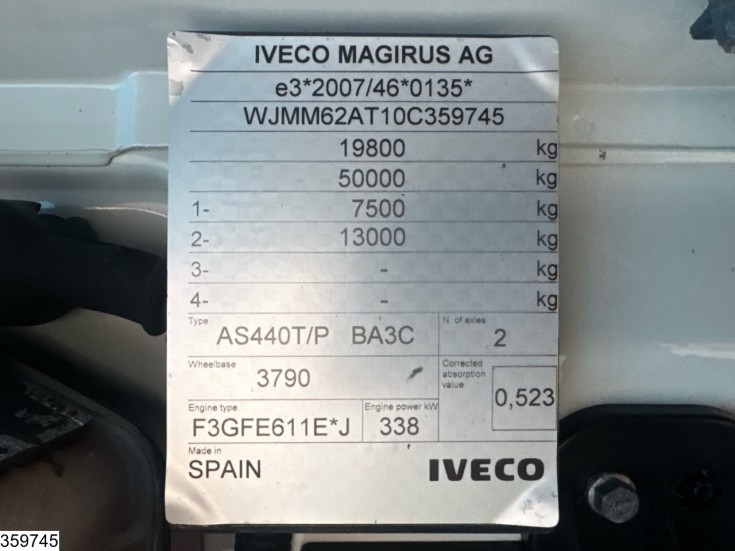 IVECO MAGIRUS AG
e3*2007/46*0135*
WJMM62AT10C359745
19800 kg
50000 kg
1- 7500 kg
2- 13000 kg
3- - kg
4- - kg
Type AS440T/P BA3C N. of axles 2
Wheelbase 3790 Corrected absorption value 0,523
Engine type F3GFE611E*J Engine power kW 338
Made in
SPAIN IVECO
359745